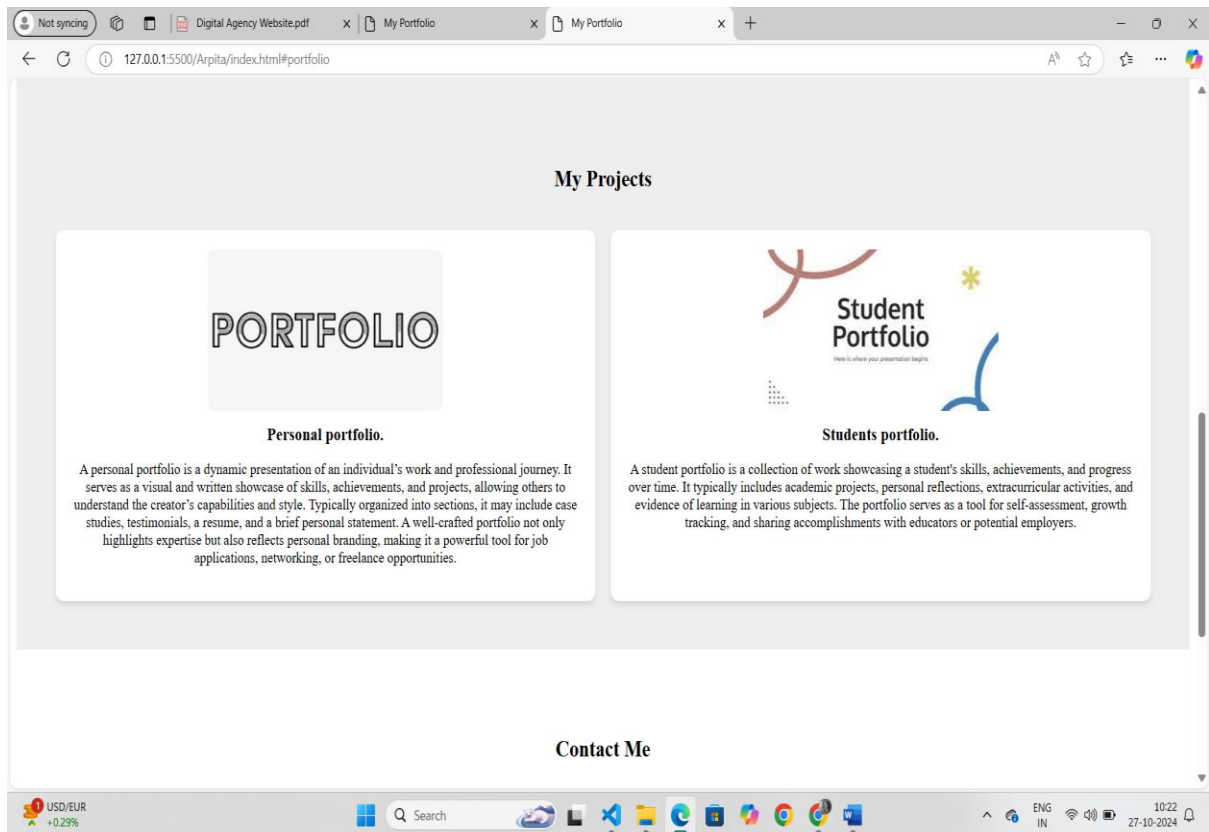 Not syncing
Digital Agency Website.pdf
My Portfolio
My Portfolio
127.0.0.1:5500/Arpita/index.html#portfolio
My Projects
PORTFOLIO
Personal portfolio.
A personal portfolio is a dynamic presentation of an individual’s work and professional journey. It
serves as a visual and written showcase of skills, achievements, and projects, allowing others to
understand the creator’s capabilities and style. Typically organized into sections, it may include case
studies, testimonials, a resume, and a brief personal statement. A well-crafted portfolio not only
highlights expertise but also reflects personal branding, making it a powerful tool for job
applications, networking, or freelance opportunities.
Student
Portfolio
Here is where your presentation begins
Students portfolio.
A student portfolio is a collection of work showcasing a student's skills, achievements, and progress
over time. It typically includes academic projects, personal reflections, extracurricular activities, and
evidence of learning in various subjects. The portfolio serves as a tool for self-assessment, growth
tracking, and sharing accomplishments with educators or potential employers.
Contact Me
1
USD/EUR
+0.29%
Search
ENG
IN
10:22
27-10-2024